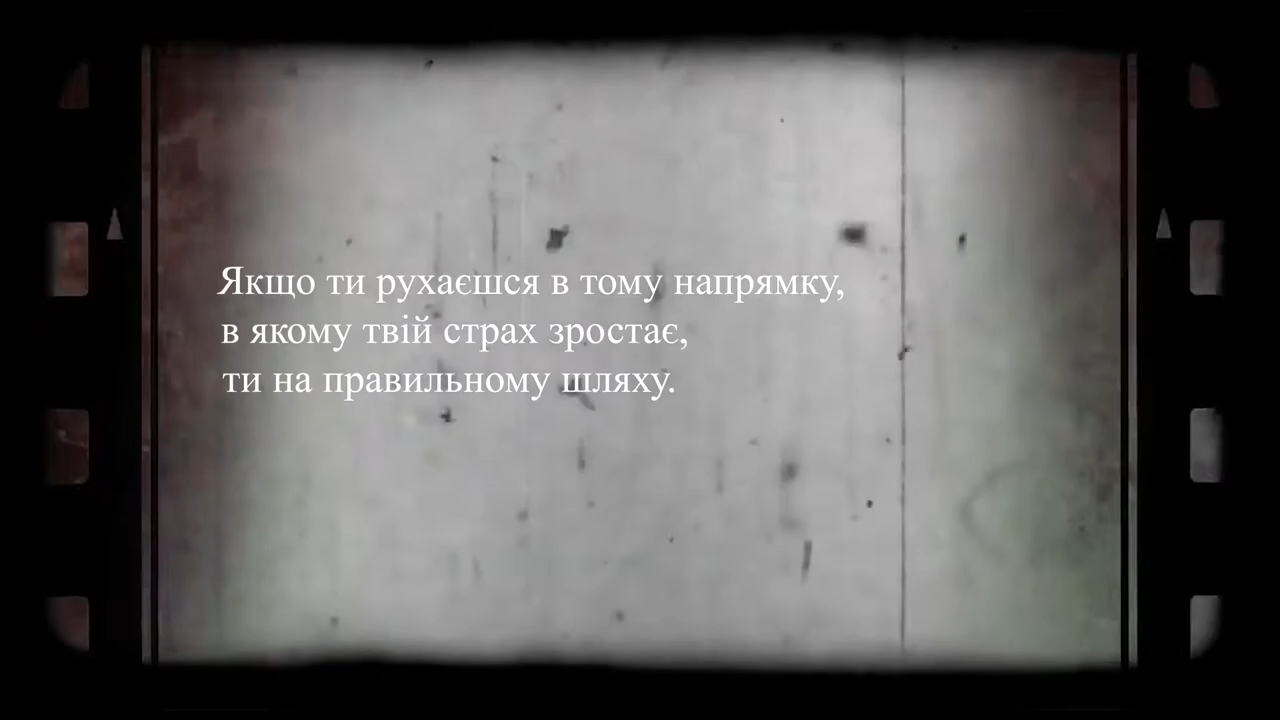 Якщо ти рухаєшся в тому напрямку,
в якому твій страх зростає,
ти на правильному шляху.